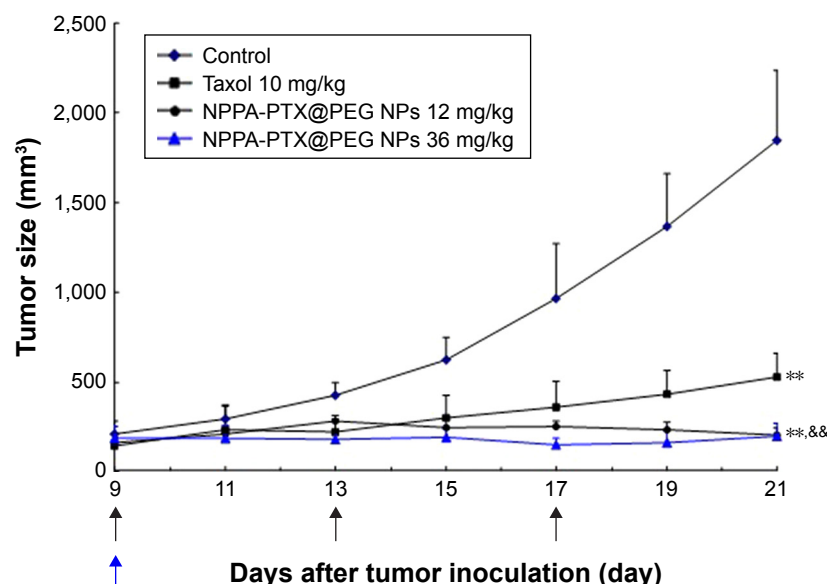 2,500
2,000
1,500
1,000
500
0
Tumor size (mm³)
Control
Taxol 10 mg/kg
NPPA-PTX@PEG NPs 12 mg/kg
NPPA-PTX@PEG NPs 36 mg/kg
**
**,&&
9 11 13 15 17 19 21
Days after tumor inoculation (day)